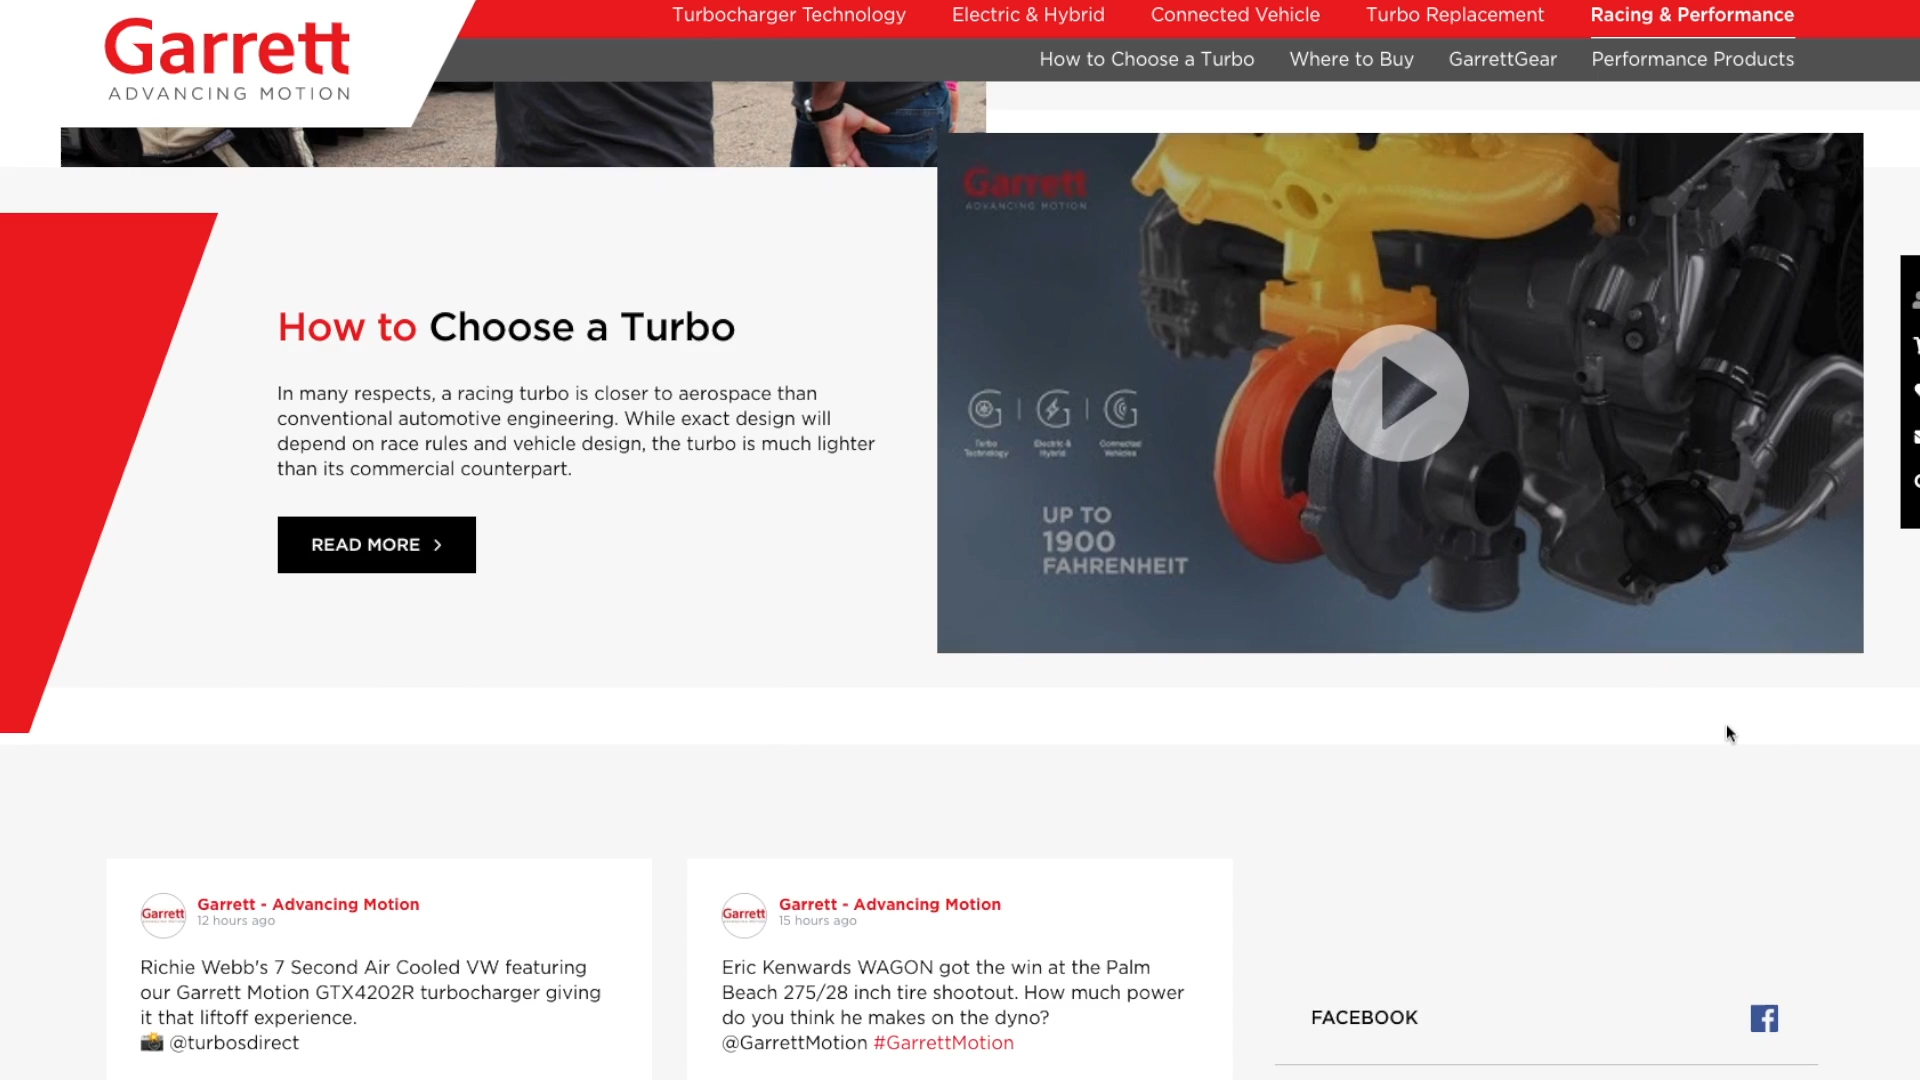 Garrett
ADVANCING MOTION
Turbocharger Technology
Electric & Hybrid
Connected Vehicle
Turbo Replacement
Racing & Performance
How to Choose a Turbo
Where to Buy
GarrettGear
Performance Products
Garrett
ADVANCING MOTION
Turbo
Technology
Electric &
Hybrid
Connected
Vehicles
UP TO
1900
FAHRENHEIT
How to Choose a Turbo
In many respects, a racing turbo is closer to aerospace than
conventional automotive engineering. While exact design will
depend on race rules and vehicle design, the turbo is much lighter
than its commercial counterpart.
READ MORE >
Garrett
Garrett - Advancing Motion
12 hours ago
Richie Webb's 7 Second Air Cooled VW featuring
our Garrett Motion GTX4202R turbocharger giving
it that liftoff experience.
📸 @turbosdirect
Garrett
Garrett - Advancing Motion
15 hours ago
Eric Kenwards WAGON got the win at the Palm
Beach 275/28 inch tire shootout. How much power
do you think he makes on the dyno?
@GarrettMotion #GarrettMotion
FACEBOOK